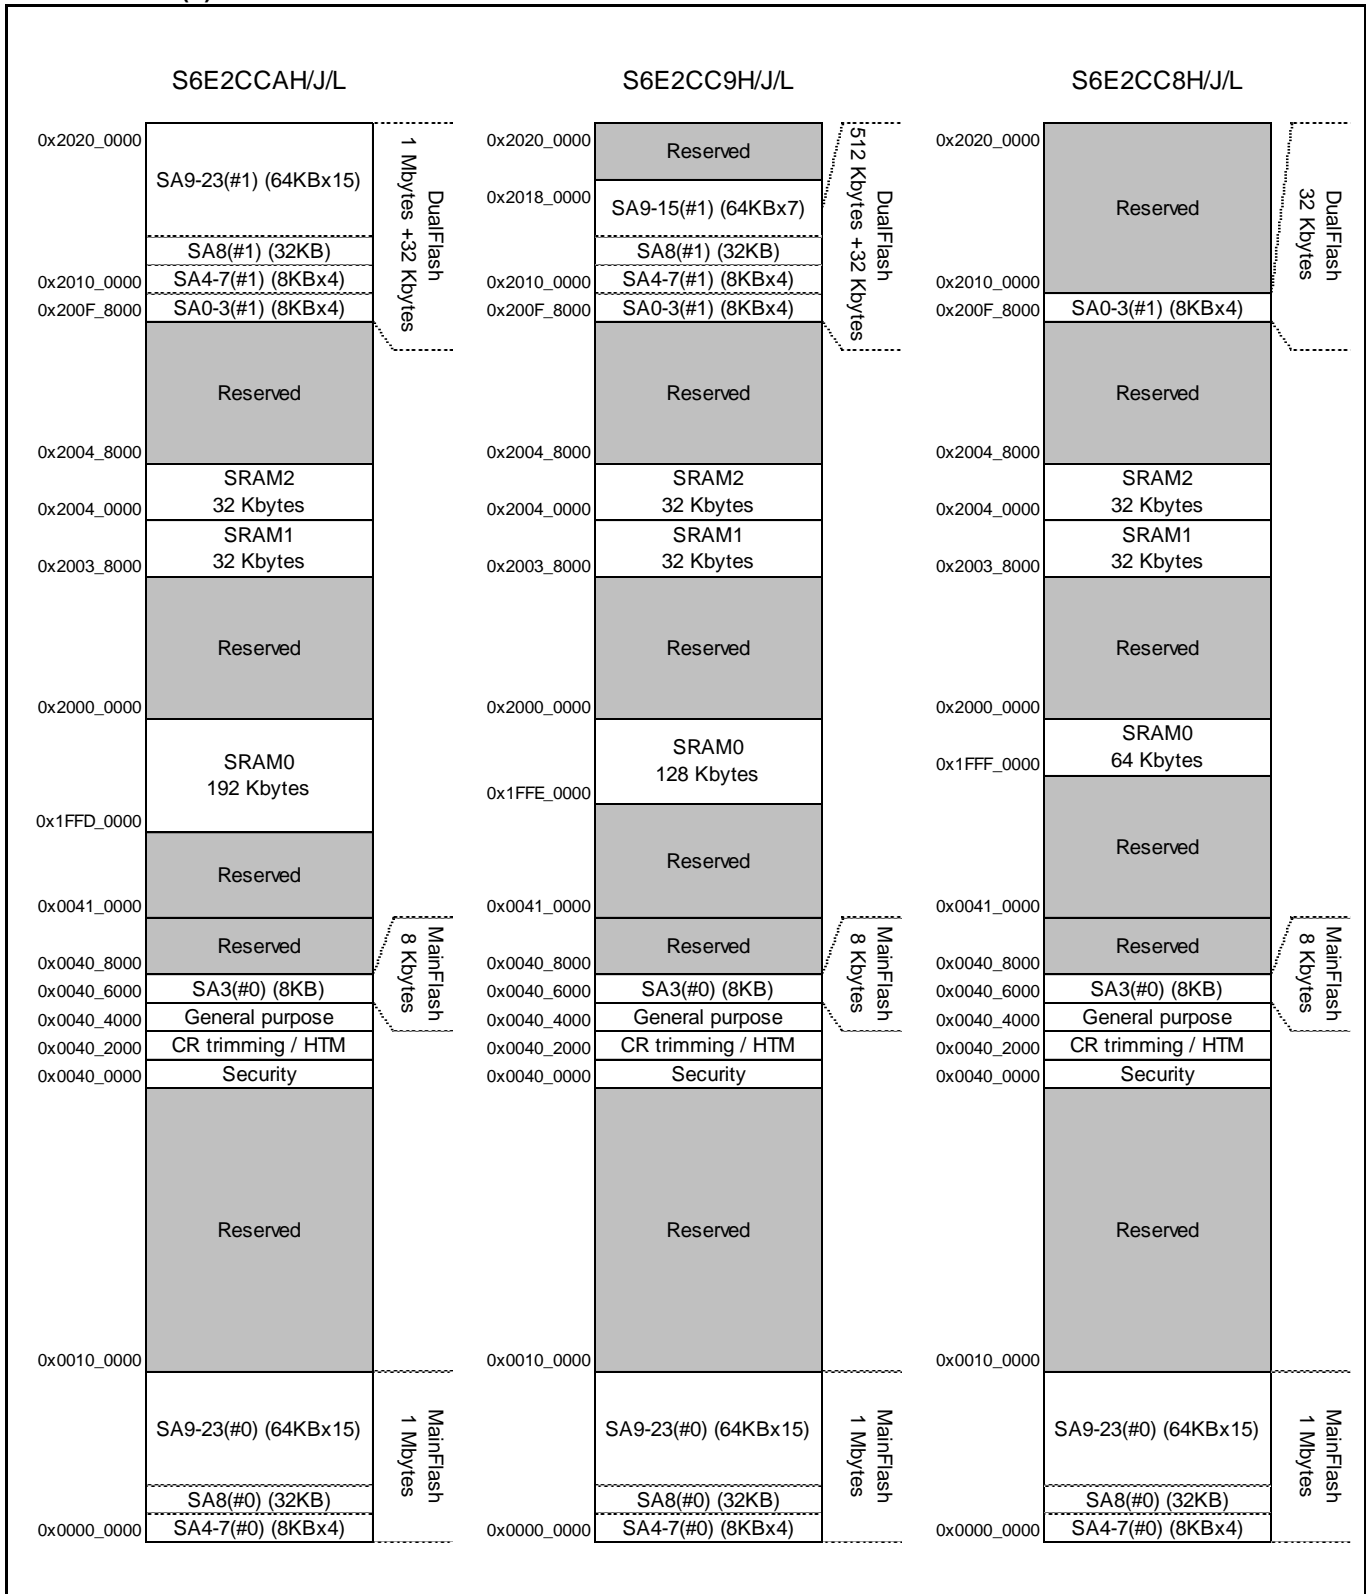 S6E2CCAH/J/L
0x2020_0000
SA9-23(#1) (64KBx15)
SA8(#1) (32KB)
0x2010_0000
SA4-7(#1) (8KBx4)
0x200F_8000
SA0-3(#1) (8KBx4)
DualFlash
1 Mbytes +32 Kbytes
Reserved
0x2004_8000
SRAM2
32 Kbytes
0x2004_0000
SRAM1
32 Kbytes
0x2003_8000
Reserved
0x2000_0000
SRAM0
192 Kbytes
0x1FFD_0000
Reserved
0x0041_0000
Reserved
0x0040_8000
MainFlash
8 Kbytes
0x0040_6000
SA3(#0) (8KB)
0x0040_4000
General purpose
0x0040_2000
CR trimming / HTM
0x0040_0000
Security
Reserved
0x0010_0000
SA9-23(#0) (64KBx15)
MainFlash
1 Mbytes
SA8(#0) (32KB)
0x0000_0000
SA4-7(#0) (8KBx4)
S6E2CC9H/J/L
0x2020_0000
Reserved
0x2018_0000
SA9-15(#1) (64KBx7)
SA8(#1) (32KB)
0x2010_0000
SA4-7(#1) (8KBx4)
0x200F_8000
SA0-3(#1) (8KBx4)
DualFlash
512 Kbytes +32 Kbytes
Reserved
0x2004_8000
SRAM2
32 Kbytes
0x2004_0000
SRAM1
32 Kbytes
0x2003_8000
Reserved
0x2000_0000
SRAM0
128 Kbytes
0x1FFE_0000
Reserved
0x0041_0000
Reserved
0x0040_8000
MainFlash
8 Kbytes
0x0040_6000
SA3(#0) (8KB)
0x0040_4000
General purpose
0x0040_2000
CR trimming / HTM
0x0040_0000
Security
Reserved
0x0010_0000
SA9-23(#0) (64KBx15)
MainFlash
1 Mbytes
SA8(#0) (32KB)
0x0000_0000
SA4-7(#0) (8KBx4)
S6E2CC8H/J/L
0x2020_0000
Reserved
0x2010_0000
0x200F_8000
SA0-3(#1) (8KBx4)
DualFlash
32 Kbytes
Reserved
0x2004_8000
SRAM2
32 Kbytes
0x2004_0000
SRAM1
32 Kbytes
0x2003_8000
Reserved
0x2000_0000
SRAM0
64 Kbytes
0x1FFF_0000
Reserved
0x0041_0000
Reserved
0x0040_8000
MainFlash
8 Kbytes
0x0040_6000
SA3(#0) (8KB)
0x0040_4000
General purpose
0x0040_2000
CR trimming / HTM
0x0040_0000
Security
Reserved
0x0010_0000
SA9-23(#0) (64KBx15)
MainFlash
1 Mbytes
SA8(#0) (32KB)
0x0000_0000
SA4-7(#0) (8KBx4)